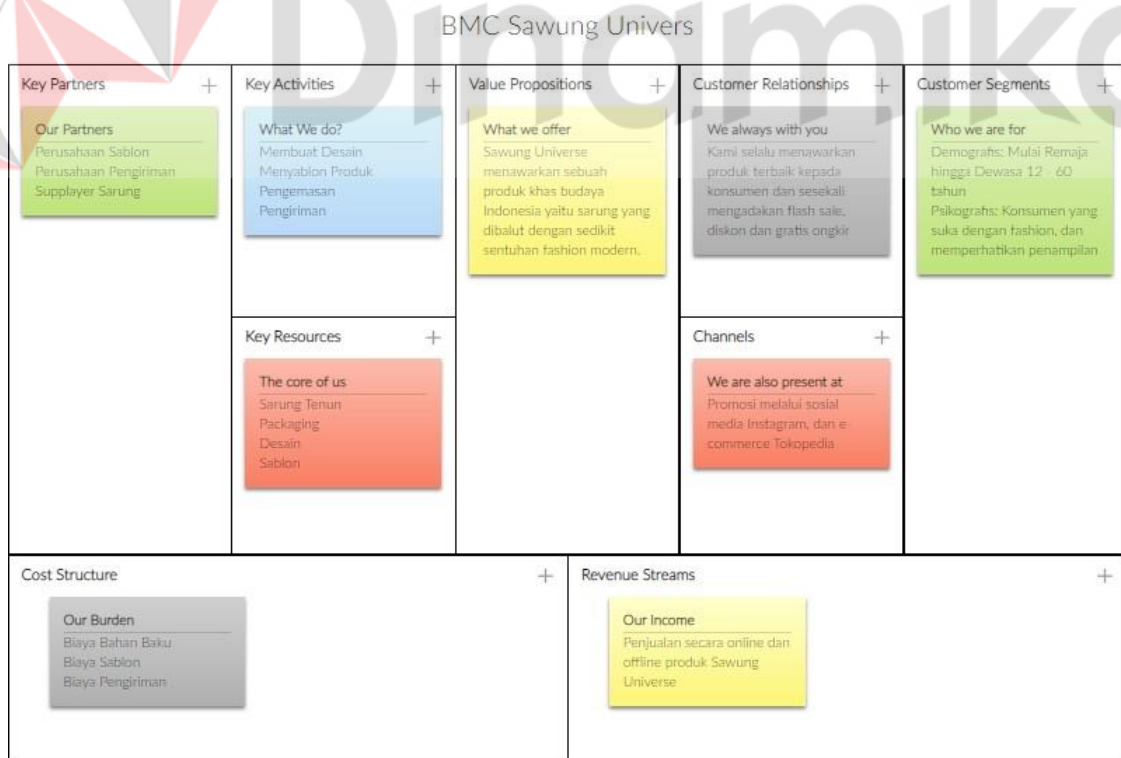 Dinamika
BMC Sawung Univers
Key Partners +
Our Partners
Perusahaan Sablon
Perusahaan Pengiriman
Supplayer Sarung
Key Activities +
What We do?
Membuat Desain
Menyablon Produk
Pengemasan
Pengiriman
Key Resources +
The core of us
Sarung Tenun
Packaging
Desain
Sablon
Value Propositions +
What we offer
Sawung Universe
menawarkan sebuah
produk khas budaya
Indonesia yaitu sarung yang
dibalut dengan sedikit
sentuhan fashion modern.
Customer Relationships +
We always with you
Kami selalu menawarkan
produk terbaik kepada
konsumen dan sesekali
mengadakan flash sale,
diskon dan gratis ongkir
Channels +
We are also present at
Promosi melalui sosial
media Instagram, dan e
commerce Tokopedia
Customer Segments +
Who we are for
Demografis: Mulai Remaja
hingga Dewasa 12 - 60
tahun
Psikografis: Konsumen yang
suka dengan fashion, dan
memperhatikan penampilan
Cost Structure +
Our Burden
Biaya Bahan Baku
Biaya Sablon
Biaya Pengiriman
Revenue Streams +
Our Income
Penjualan secara online dan
offline produk Sawung
Universe